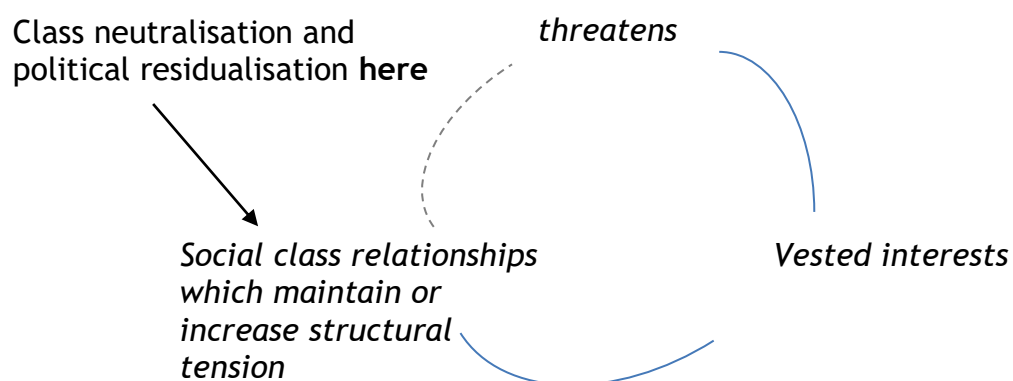 Class neutralisation and
political residualisation here
threatens
Social class relationships
which maintain or
increase structural
tension
Vested interests